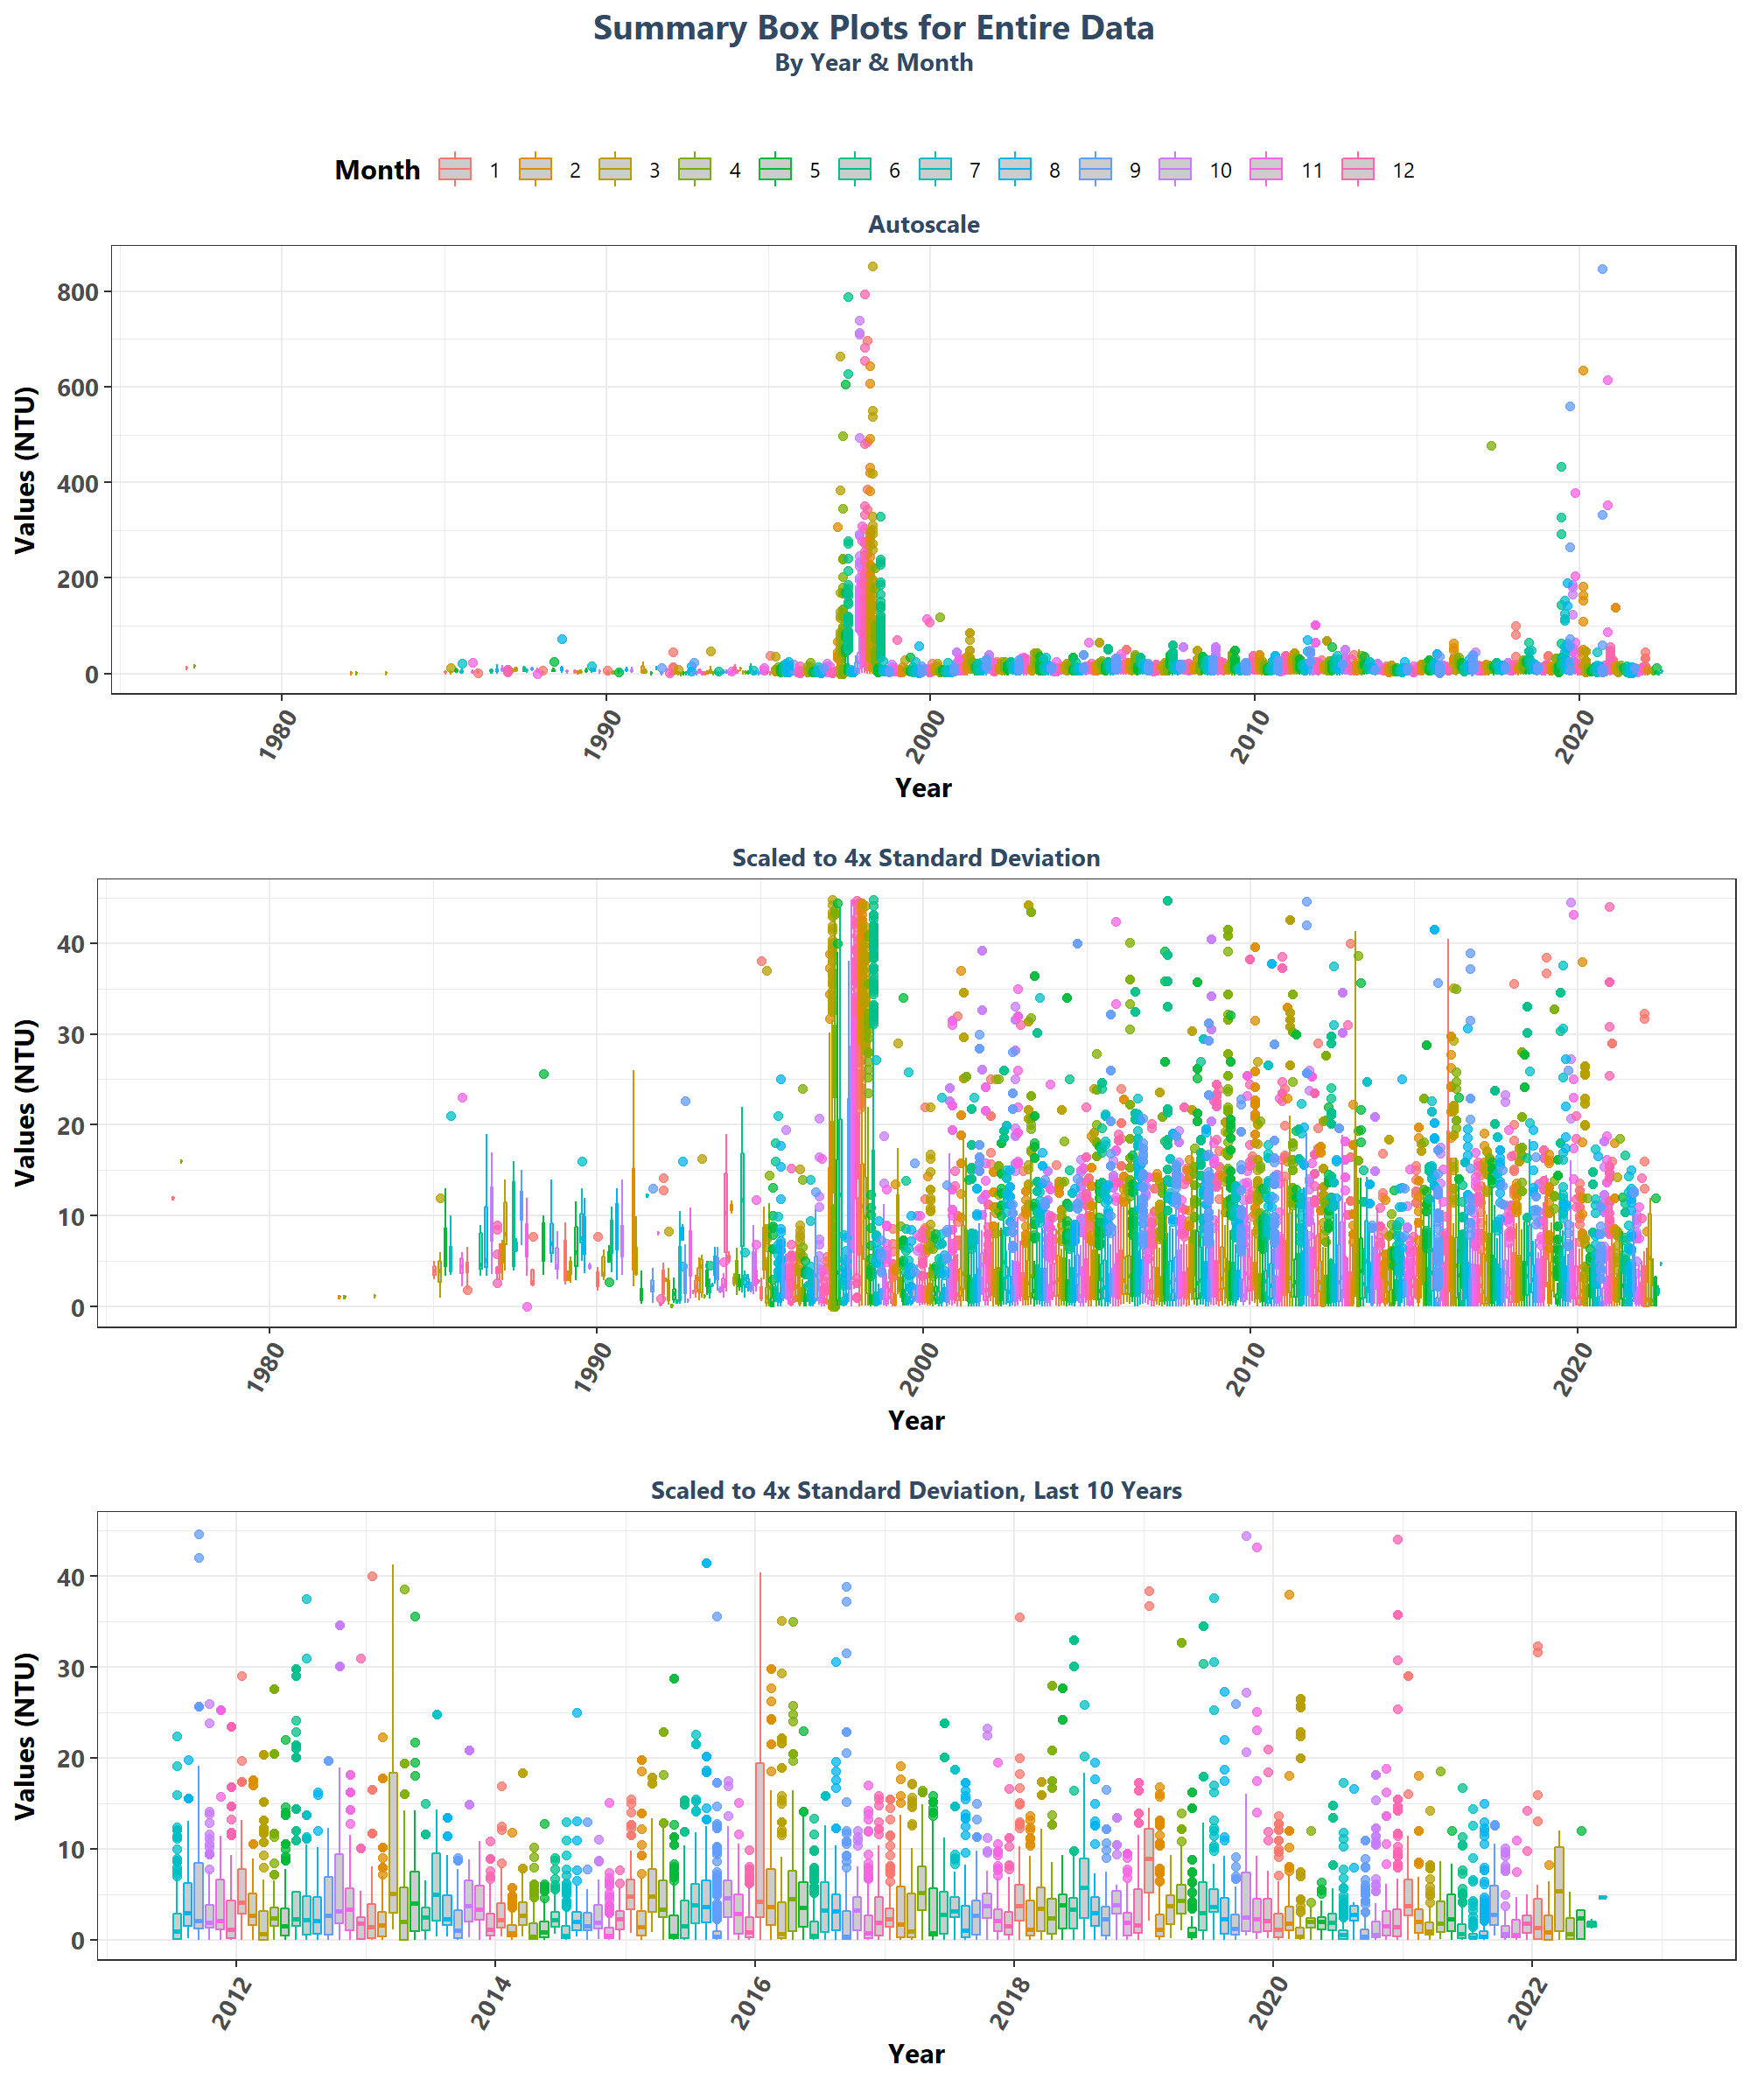 Summary Box Plots for Entire Data
By Year & Month
Month 1 2 3 4 5 6 7 8 9 10 11 12
Autoscale
Values (NTU)
800
600
400
200
0
1980 1990 2000 2010 2020
Year
Scaled to 4x Standard Deviation
Values (NTU)
40
30
20
10
0
1980 1990 2000 2010 2020
Year
Scaled to 4x Standard Deviation, Last 10 Years
Values (NTU)
40
30
20
10
0
2012 2014 2016 2018 2020 2022
Year